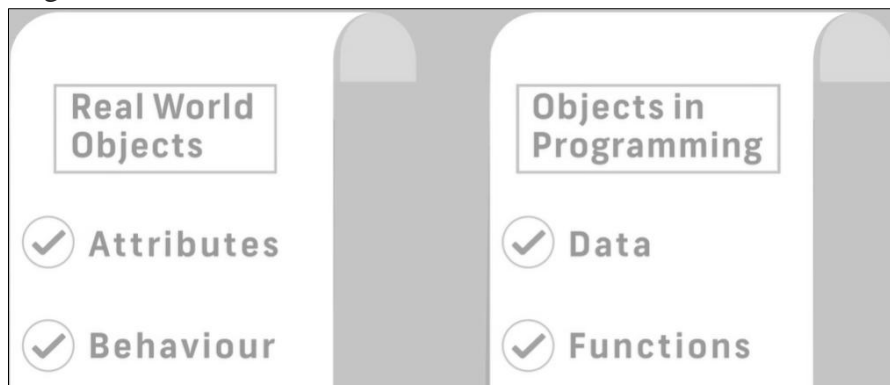 Real World
Objects
Attributes
Behaviour
Objects in
Programming
Data
Functions